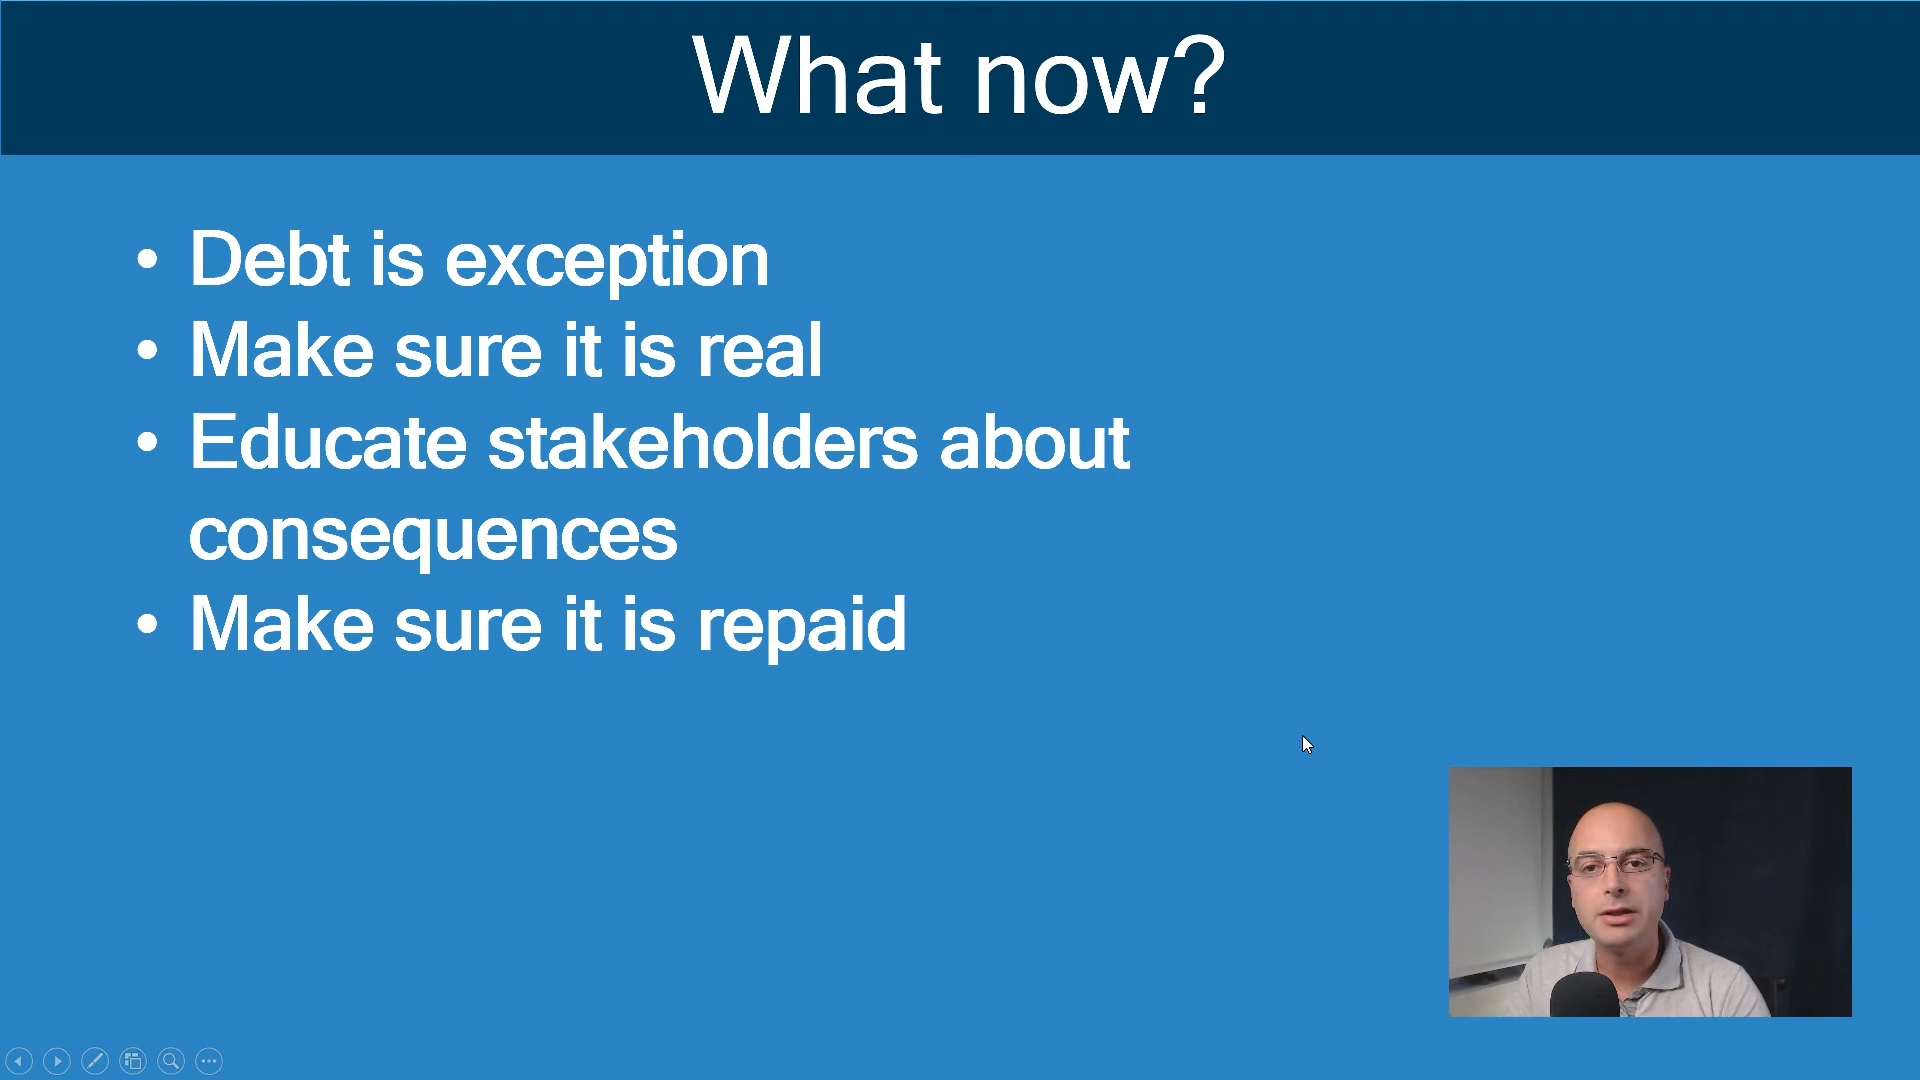 What now?
• Debt is exception
• Make sure it is real
• Educate stakeholders about
consequences
• Make sure it is repaid